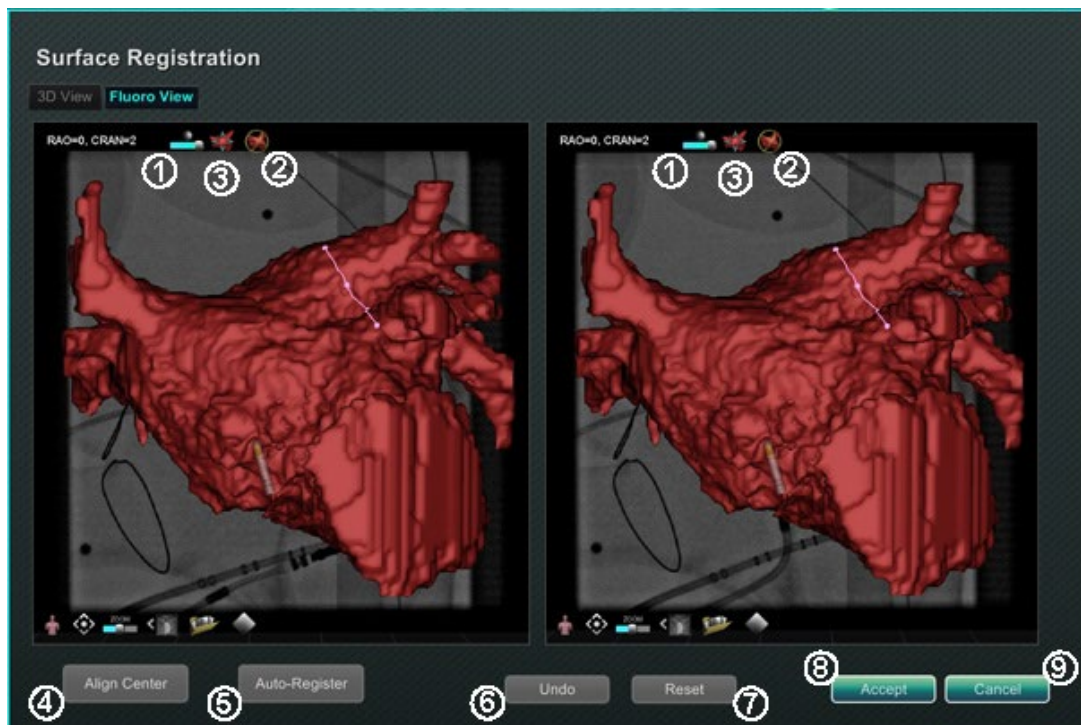 Surface Registration
3D View Fluoro View
RAO=0, CRAN=2 RAO=0, CRAN=2
① ③ ② ① ③ ②
ZOOM ZOOM
Align Center Auto-Register Undo Reset Accept Cancel
④ ⑤ ⑥ ⑦ ⑧ ⑨